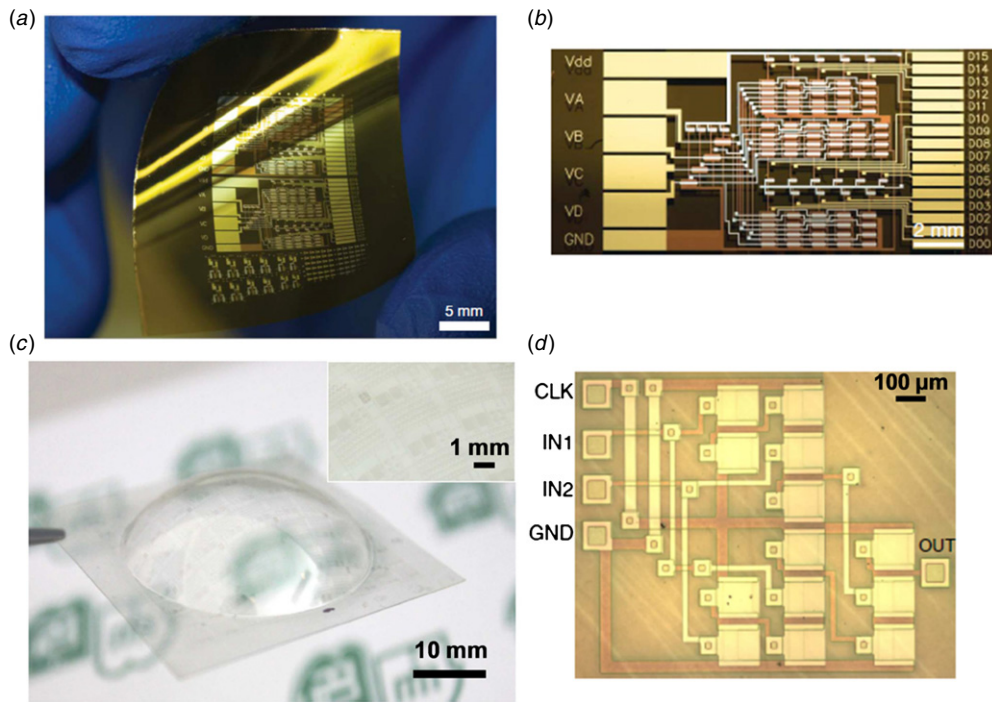 (a)
5 mm
(b)
Vdd
VA
VB
VC
VD
GND
D15
D14
D13
D12
D11
D10
D09
D08
D07
D06
D05
D04
D03
D02
D01
D00
2 mm
(c)
1 mm
10 mm
(d)
CLK
IN1
IN2
GND
100 µm
OUT